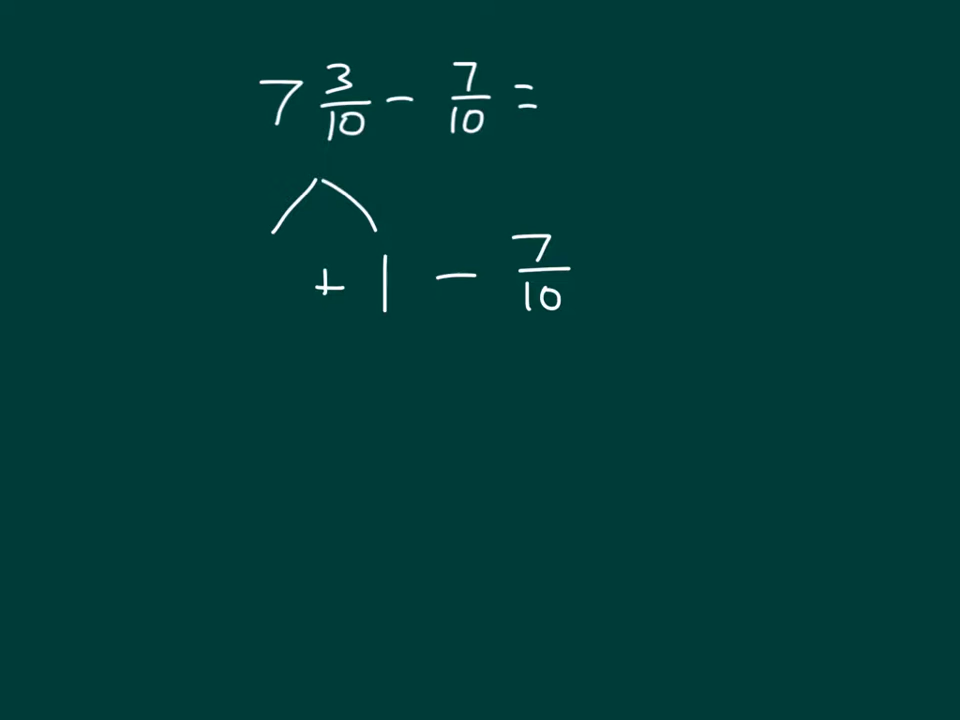 7 3/10 - 7/10 =
+ 1 - 7/10